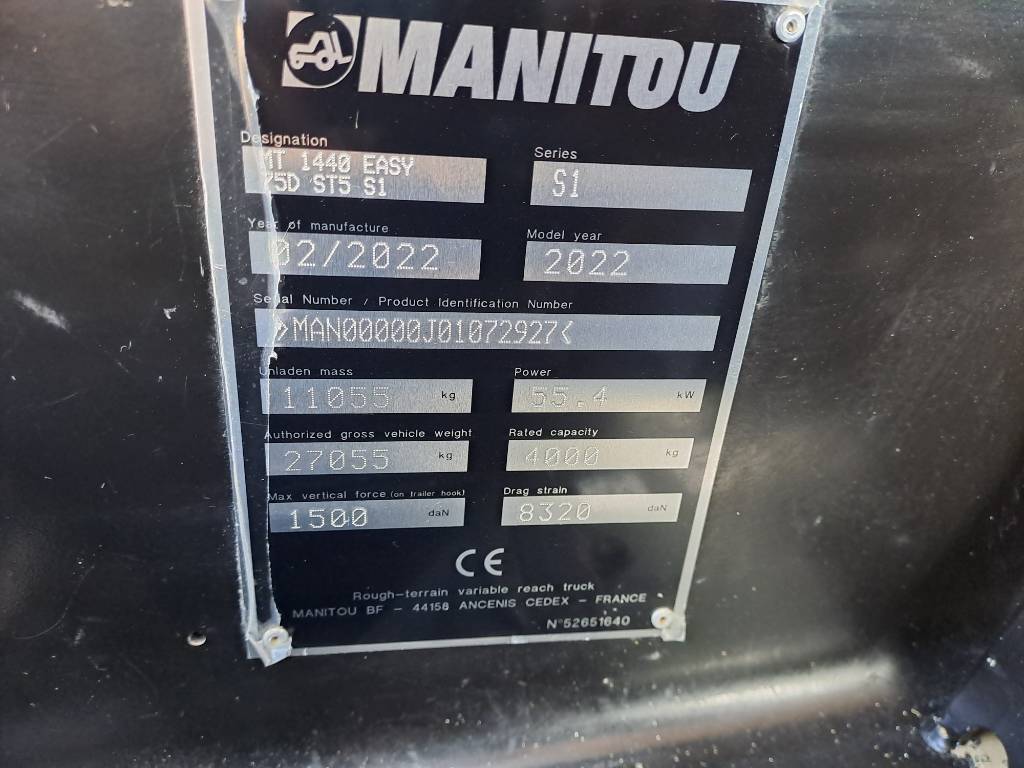 MANITOU
Designation
MT 1440 EASY
75D ST5 S1
Series
S1
Year of manufacture
02/2022
Model year
2022
Serial Number / Product Identification Number
>MAN00000J01072927<
Unladen mass
11055 kg
Power
55.4 kW
Authorized gross vehicle weight
27055 kg
Rated capacity
4000 kg
Max vertical force (on trailer hook)
1500 daN
Drag strain
8320 daN
CE
Rough-terrain variable reach truck
MANITOU BF - 44158 ANCENIS CEDEX - FRANCE
N°52651640